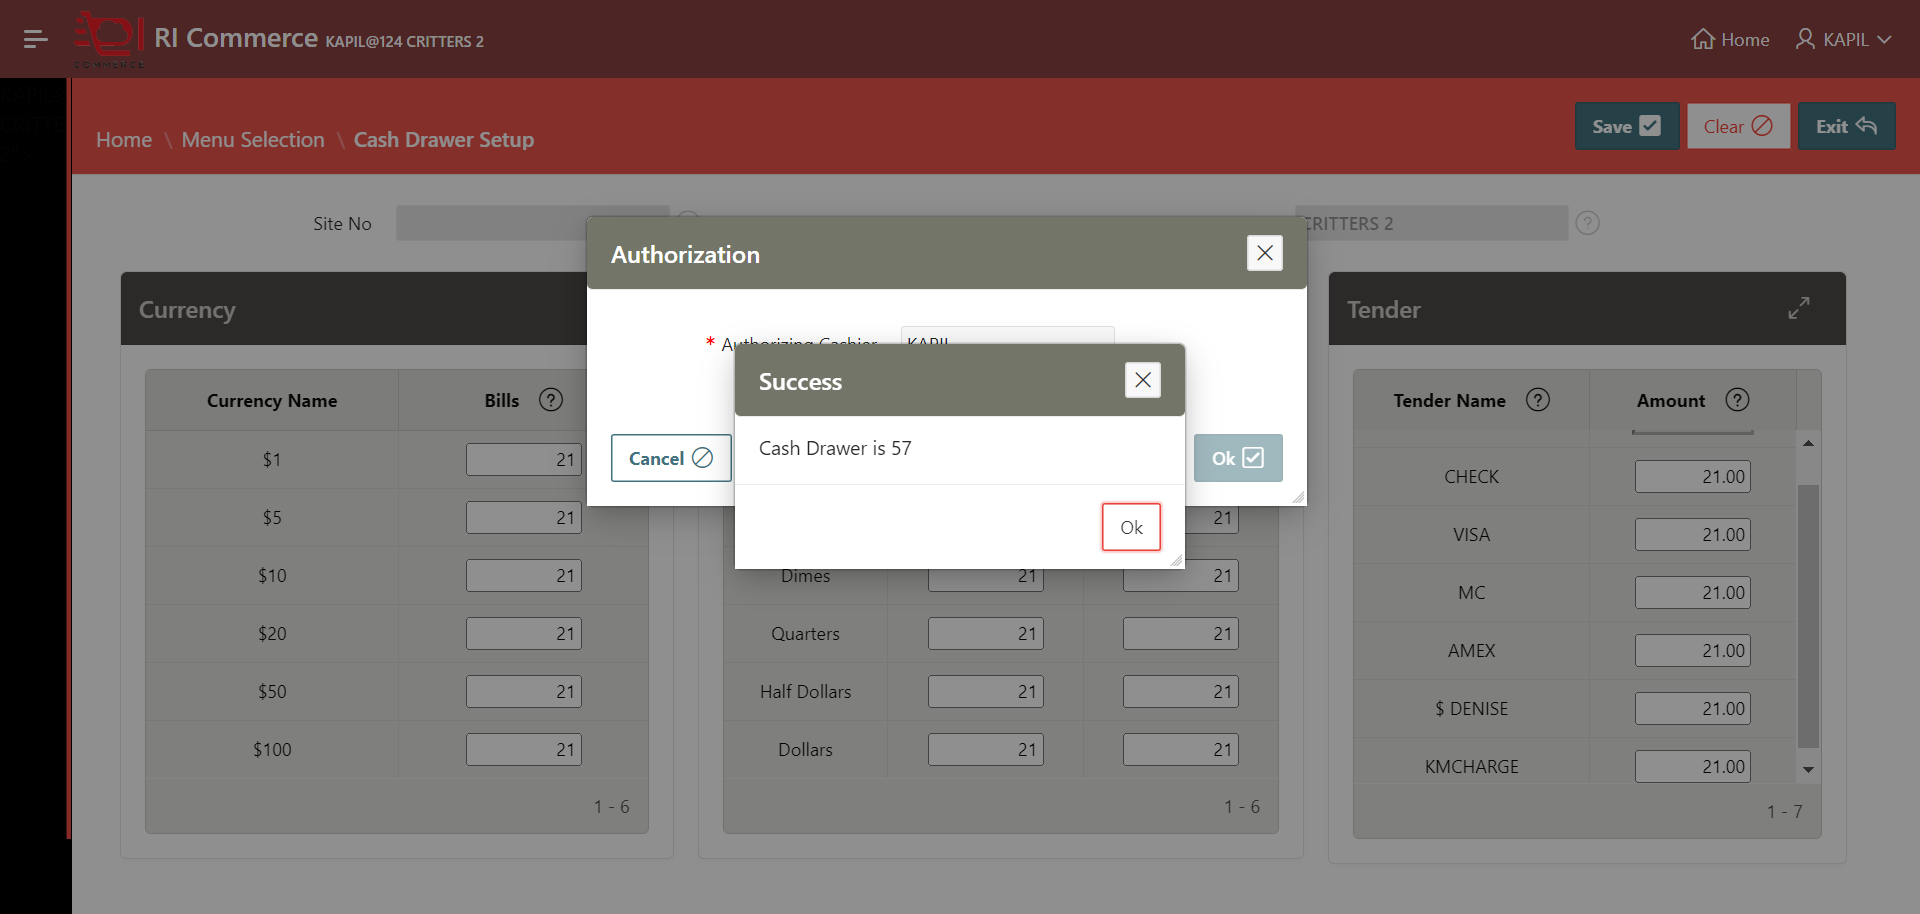 COMMERCE
RI Commerce KAPIL@124 CRITTERS 2
Home
KAPIL
Home \ Menu Selection \ Cash Drawer Setup
Save
Clear
Exit
Site No
CRITTERS 2
Authorization
* Authorizing Cashier KAPIL
Cancel
Ok
Success
Cash Drawer is 57
Ok
Currency
Currency Name Bills
$1 21
$5 21
$10 21
$20 21
$50 21
$100 21
1 - 6
21
Dimes 21 21
Quarters 21 21
Half Dollars 21 21
Dollars 21 21
1 - 6
Tender
Tender Name Amount
CHECK 21.00
VISA 21.00
MC 21.00
AMEX 21.00
$ DENISE 21.00
KMCHARGE 21.00
1 - 7